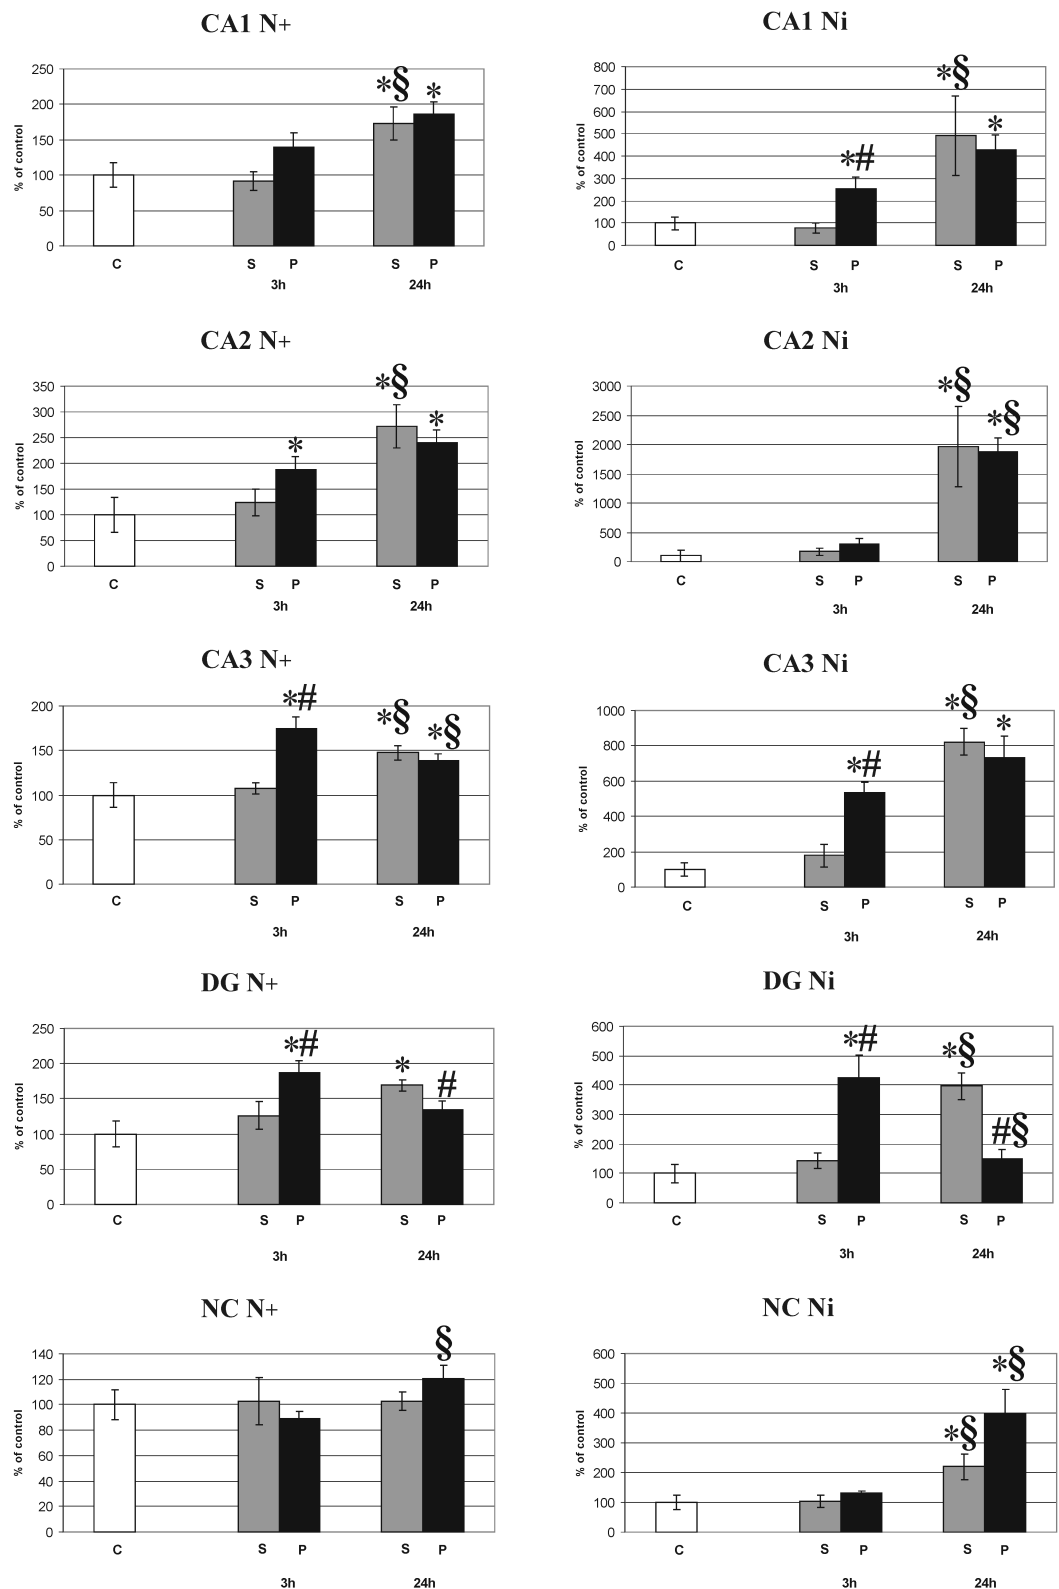 CA1 N+
% of control
250
200
150
100
50
0
*§ *
C S P S P
3h 24h
CA1 Ni
% of control
800
700
600
500
400
300
200
100
0
*# *§ *
C S P S P
3h 24h
CA2 N+
% of control
350
300
250
200
150
100
50
0
* *§ *
C S P S P
3h 24h
CA2 Ni
% of control
3000
2500
2000
1500
1000
500
0
*§ *§
C S P S P
3h 24h
CA3 N+
% of control
200
150
100
50
0
*# *§ *§
C S P S P
3h 24h
CA3 Ni
% of control
1000
800
600
400
200
0
*# *§ *
C S P S P
3h 24h
DG N+
% of control
250
200
150
100
50
0
*# * #
C S P S P
3h 24h
DG Ni
% of control
600
500
400
300
200
100
0
*# *§ #§
C S P S P
3h 24h
NC N+
% of control
140
120
100
80
60
40
20
0
§
C S P S P
3h 24h
NC Ni
% of control
600
500
400
300
200
100
0
*§ *§
C S P S P
3h 24h